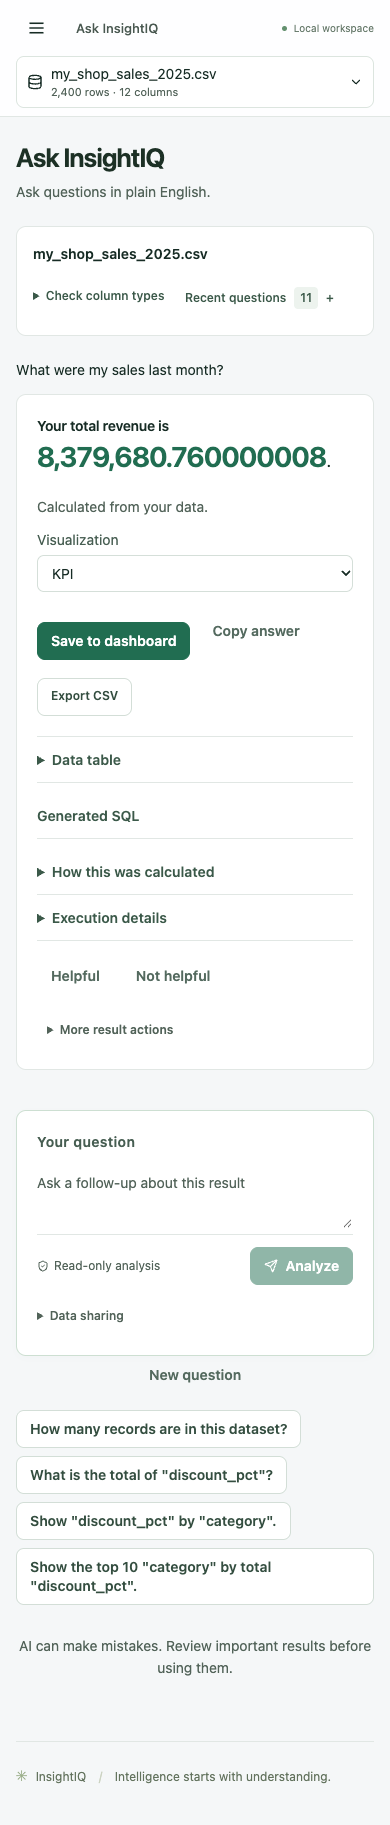 Ask InsightIQ
Local workspace
my_shop_sales_2025.csv
2,400 rows · 12 columns
Ask InsightIQ
Ask questions in plain English.
my_shop_sales_2025.csv
Check column types
Recent questions 11 +
What were my sales last month?
Your total revenue is
8,379,680.760000008.
Calculated from your data.
Visualization
KPI
Save to dashboard
Copy answer
Export CSV
Data table
Generated SQL
How this was calculated
Execution details
Helpful
Not helpful
More result actions
Your question
Ask a follow-up about this result
Read-only analysis
Analyze
Data sharing
New question
How many records are in this dataset?
What is the total of "discount_pct"?
Show "discount_pct" by "category".
Show the top 10 "category" by total
"discount_pct".
AI can make mistakes. Review important results before
using them.
InsightIQ / Intelligence starts with understanding.